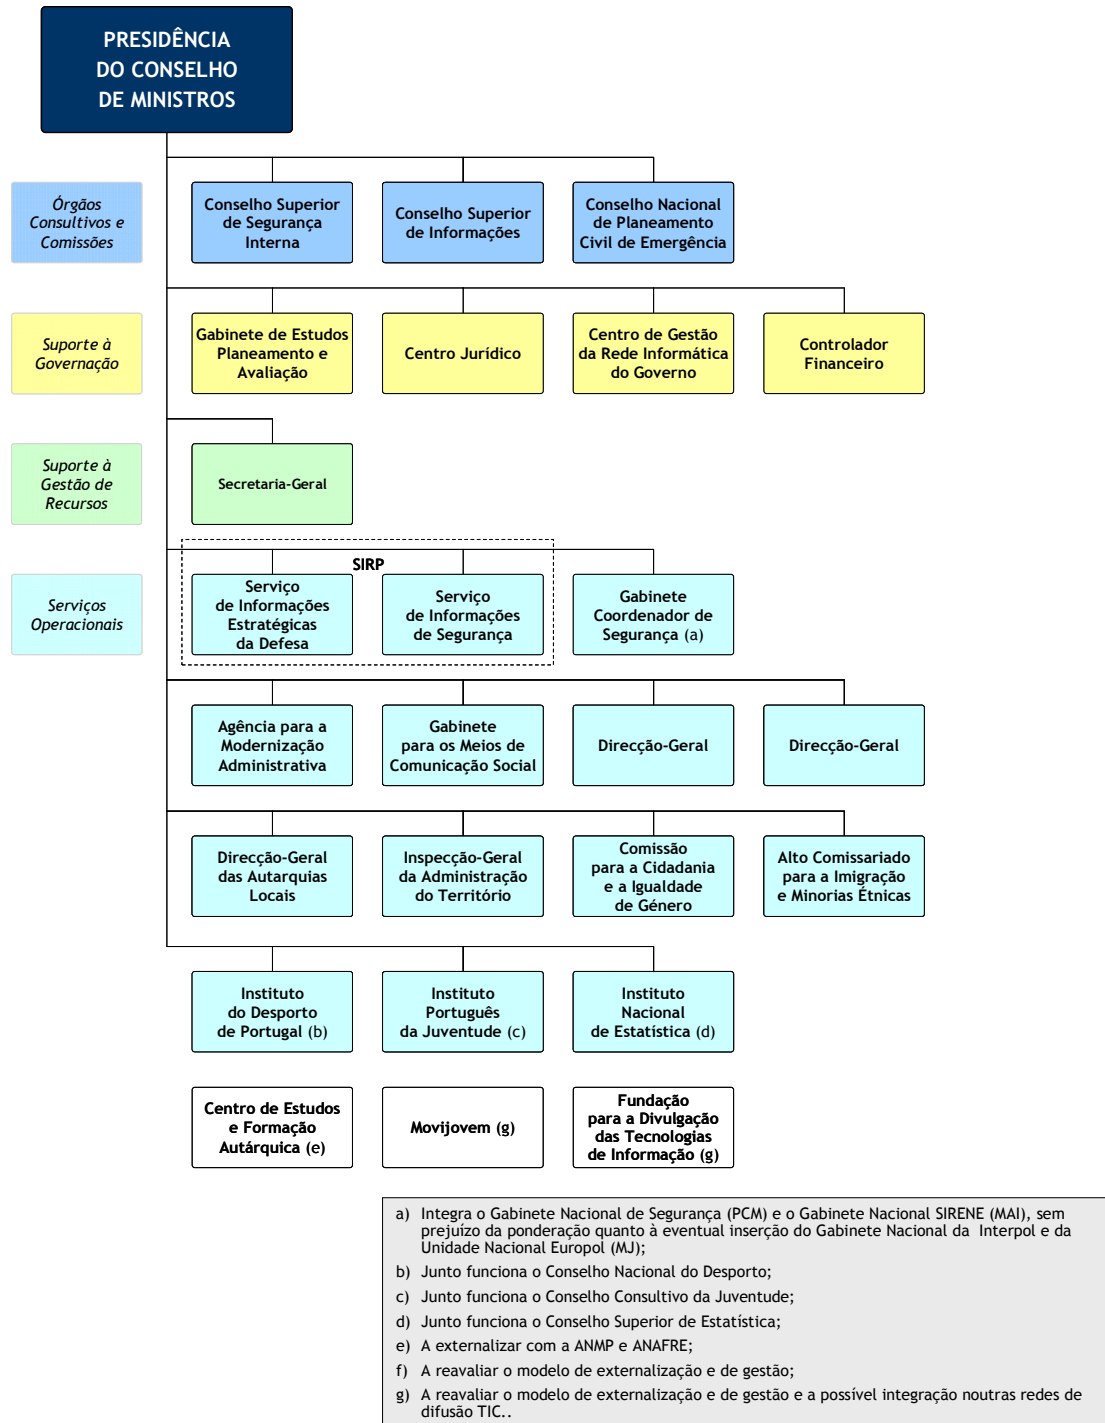 PRESIDÊNCIA
DO CONSELHO
DE MINISTROS
Órgãos
Consultivos e
Comissões
Conselho Superior
de Segurança
Interna
Conselho Superior
de Informações
Conselho Nacional
de Planeamento
Civil de Emergência
Suporte à
Governação
Gabinete de Estudos
Planeamento e
Avaliação
Centro Jurídico
Centro de Gestão
da Rede Informática
do Governo
Controlador
Financeiro
Suporte à
Gestão de
Recursos
Secretaria-Geral
SIRP
Serviços
Operacionais
Serviço
de Informações
Estratégicas
da Defesa
Serviço
de Informações
de Segurança
Gabinete
Coordenador de
Segurança (a)
Agência para a
Modernização
Administrativa
Gabinete
para os Meios de
Comunicação Social
Direcção-Geral
Direcção-Geral
Direcção-Geral
das Autarquias
Locais
Inspecção-Geral
da Administração
do Território
Comissão
para a Cidadania
e a Igualdade
de Género
Alto Comissariado
para a Imigração
e Minorias Étnicas
Instituto
do Desporto
de Portugal (b)
Instituto
Português
da Juventude (c)
Instituto
Nacional
de Estatística (d)
Centro de Estudos
e Formação
Autárquica (e)
Movijovem (g)
Fundação
para a Divulgação
das Tecnologias
de Informação (g)
a) Integra o Gabinete Nacional de Segurança (PCM) e o Gabinete Nacional SIRENE (MAI), sem
prejuízo da ponderação quanto à eventual inserção do Gabinete Nacional da Interpol e da
Unidade Nacional Europol (MJ);
b) Junto funciona o Conselho Nacional do Desporto;
c) Junto funciona o Conselho Consultivo da Juventude;
d) Junto funciona o Conselho Superior de Estatística;
e) A externalizar com a ANMP e ANAFRE;
f) A reavaliar o modelo de externalização e de gestão;
g) A reavaliar o modelo de externalização e de gestão e a possível integração noutras redes de
difusão TIC..